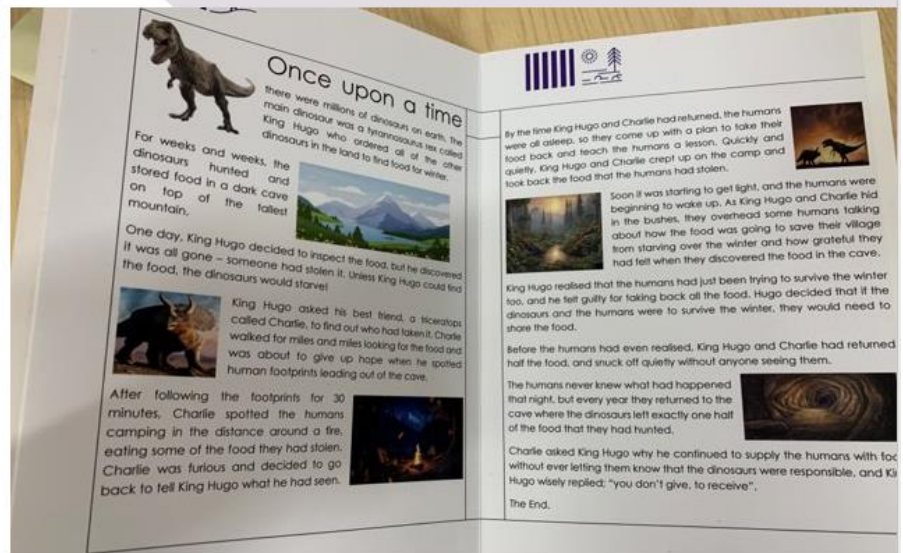 Once upon a time
there were millions of dinosaurs on earth. The
main dinosaur was a tyrannosaurus rex called
King Hugo who ordered all of the other
dinosaurs in the land to find food for winter.
For weeks and weeks, the
dinosaurs hunted and
stored food in a dark cave
on top of the tallest
mountain.
One day, King Hugo decided to inspect the food, but he discovered
it was all gone – someone had stolen it. Unless King Hugo could find
the food, the dinosaurs would starve!
King Hugo asked his best friend, a triceratops
called Charlie, to find out who had taken it. Charlie
walked for miles and miles looking for the food and
was about to give up hope when he spotted
human footprints leading out of the cave.
After following the footprints for 30
minutes, Charlie spotted the humans
camping in the distance around a fire,
eating some of the food they had stolen.
Charlie was furious and decided to go
back to tell King Hugo what he had seen.
By the time King Hugo and Charlie had returned, the humans
were all asleep, so they come up with a plan to take their
food back and teach the humans a lesson. Quickly and
quietly, King Hugo and Charlie crept up on the camp and
took back the food that the humans had stolen.
Soon it was starting to get light, and the humans were
beginning to wake up. As King Hugo and Charlie hid
in the bushes, they overhead some humans talking
about how the food was going to save their village
from starving over the winter and how grateful they
had felt when they discovered the food in the cave.
King Hugo realised that the humans had just been trying to survive the winter
too, and he felt guilty for taking back all the food. Hugo decided that if the
dinosaurs and the humans were to survive the winter, they would need to
share the food.
Before the humans had even realised, King Hugo and Charlie had returned
half the food, and snuck off quietly without anyone seeing them.
The humans never knew what had happened
that night, but every year they returned to the
cave where the dinosaurs left exactly one half
of the food that they had hunted.
Charlie asked King Hugo why he continued to supply the humans with foo
without ever letting them know that the dinosaurs were responsible, and Ki
Hugo wisely replied; "you don't give, to receive".
The End.